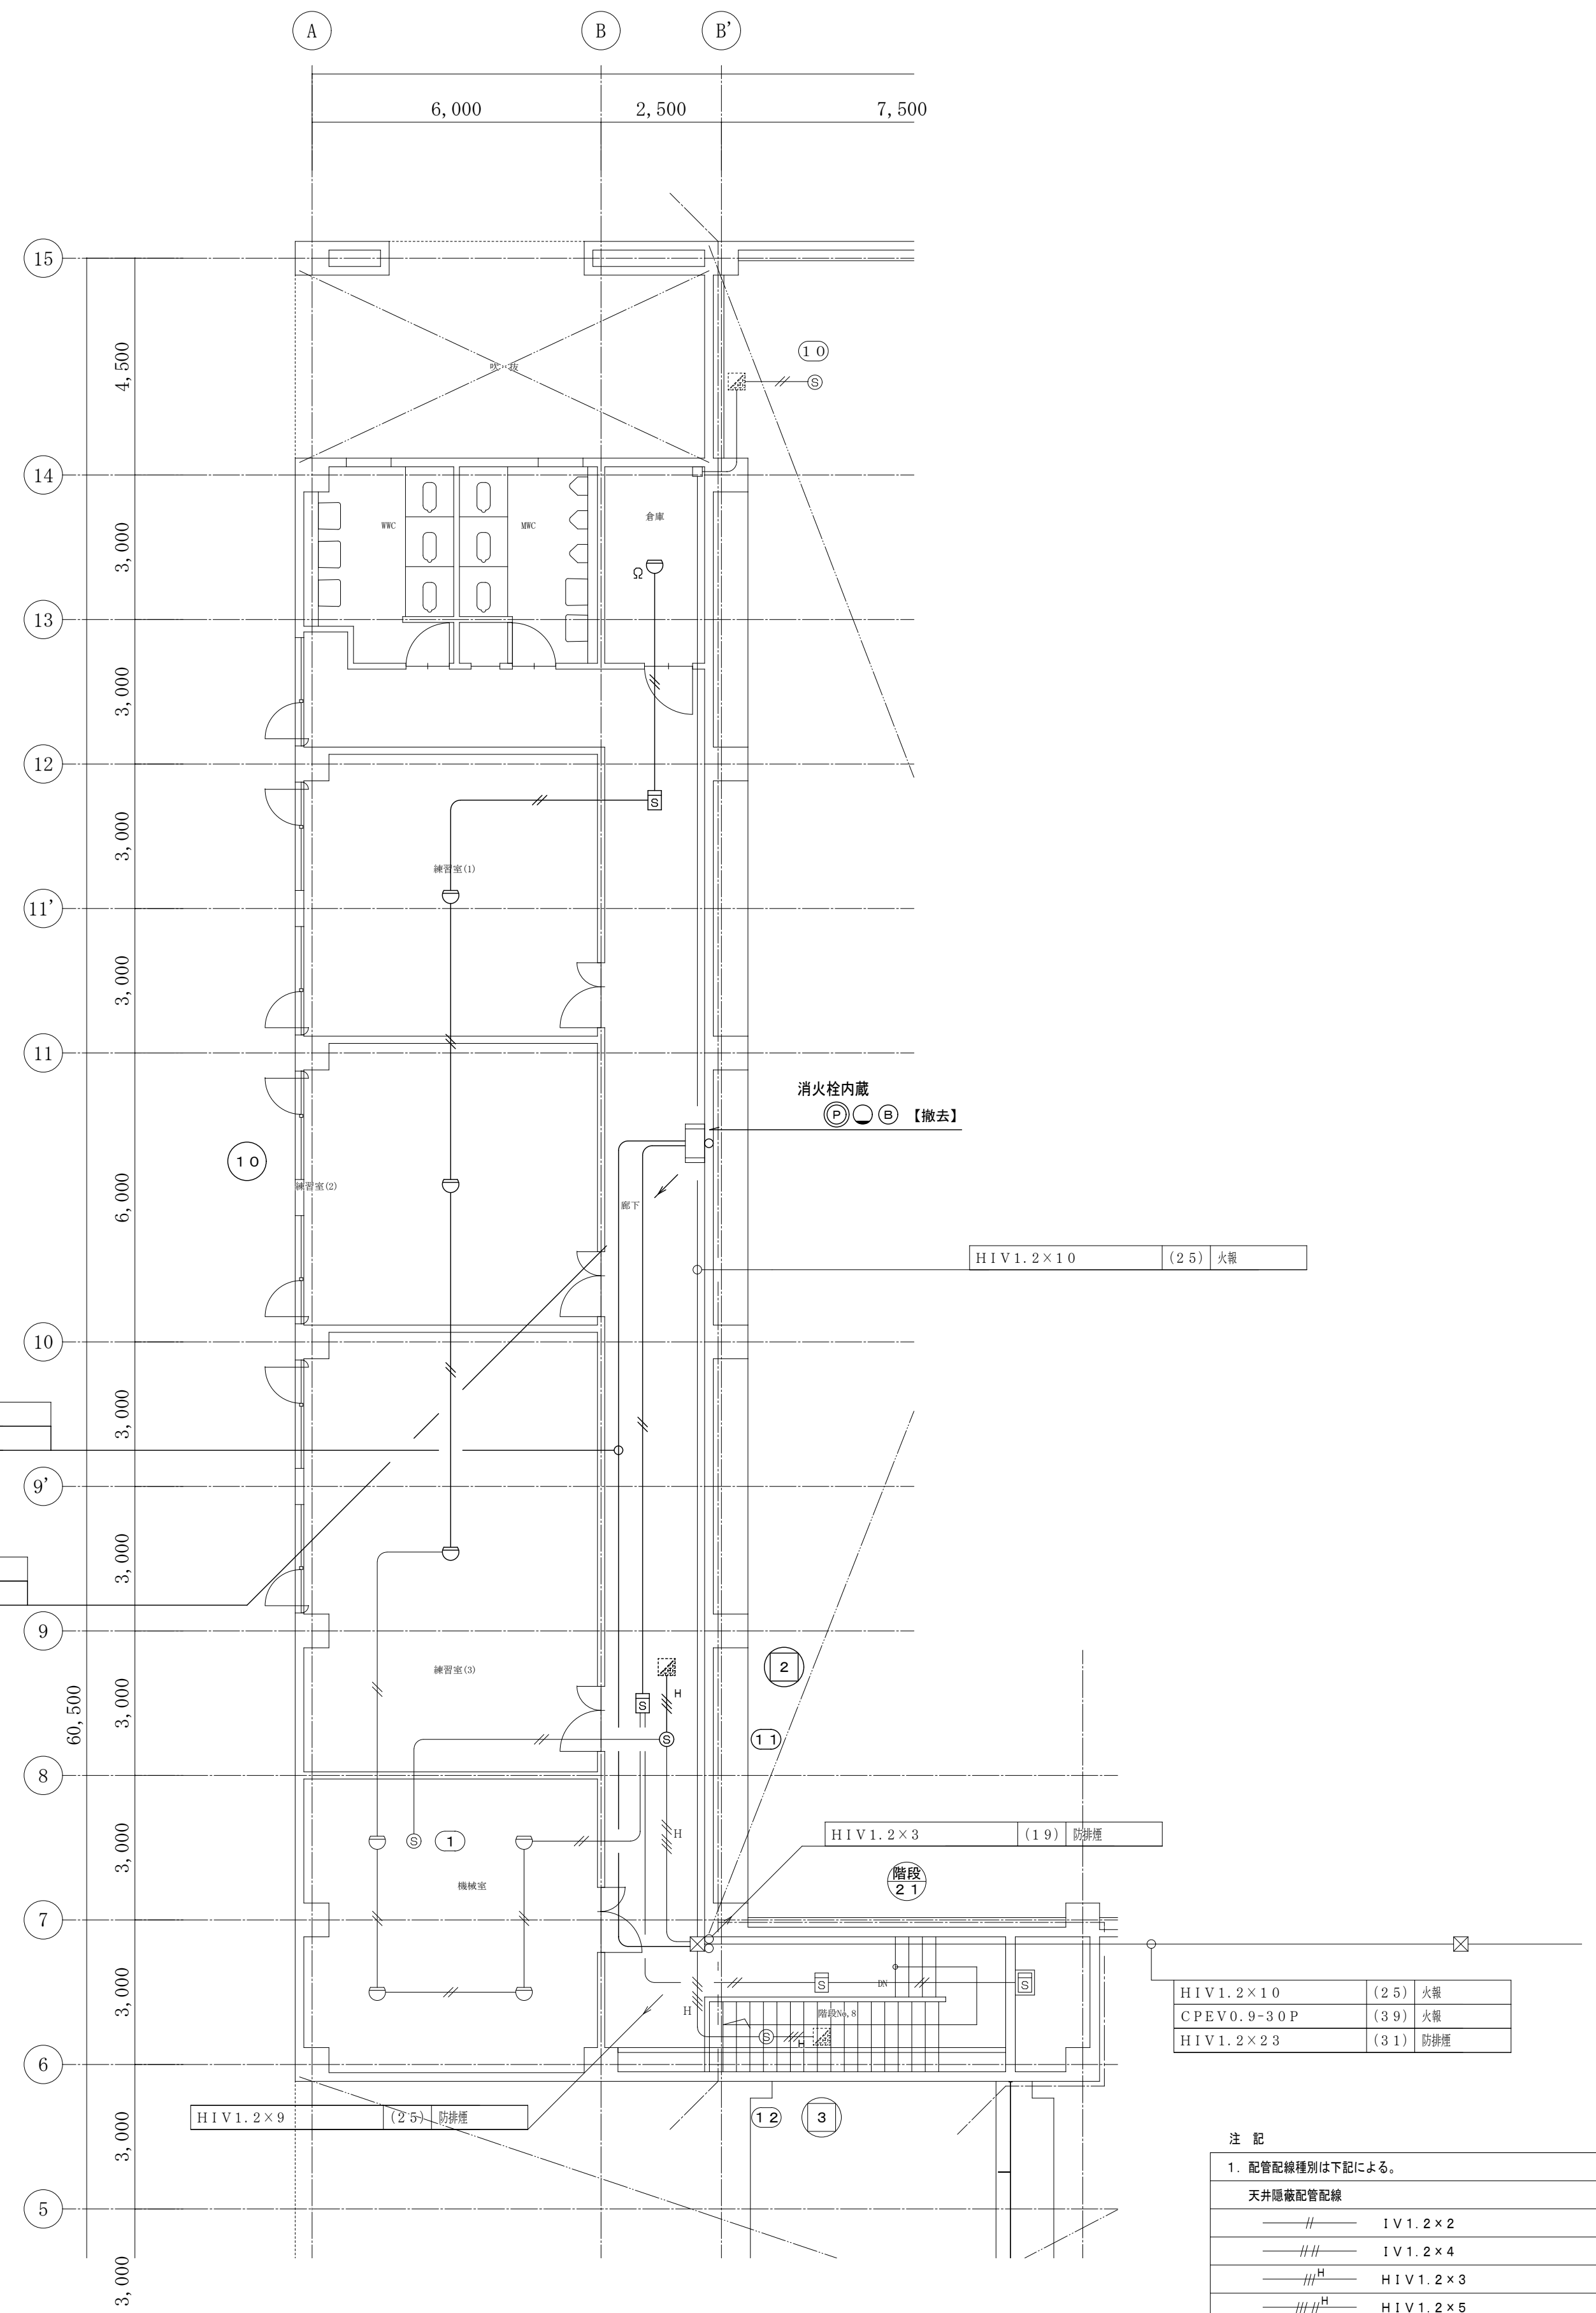 A B B’
6,000 2,500 7,500
15
4,500
10
S
吹 抜
14
3,000
WWC MWC 倉庫
Ω
13
3,000
12
S
3,000
練習室(1)
11’
3,000
11
消火栓内蔵
P B 【撤去】
10
6,000
練習室(2)
廊下
HIV1.2×10 (25) 火報
10
3,000
9’
3,000
9
練習室(3)
2
H
60,500
3,000
S
S
11
8
HIV1.2×3 (19) 防排煙
H
S 1
3,000
階段
21
機械室
7
3,000
S DN S
HIV1.2×10 (25) 火報
CPEV0.9-30P (39) 火報
HIV1.2×23 (31) 防排煙
H
階段No,8
S
H
6
HIV1.2×9 (25) 防排煙
12 3
3,000
注 記
1. 配管配線種別は下記による。
天井隠蔽配管配線
5
IV1.2×2
IV1.2×4
3,000
H HIV1.2×3
H HIV1.2×5